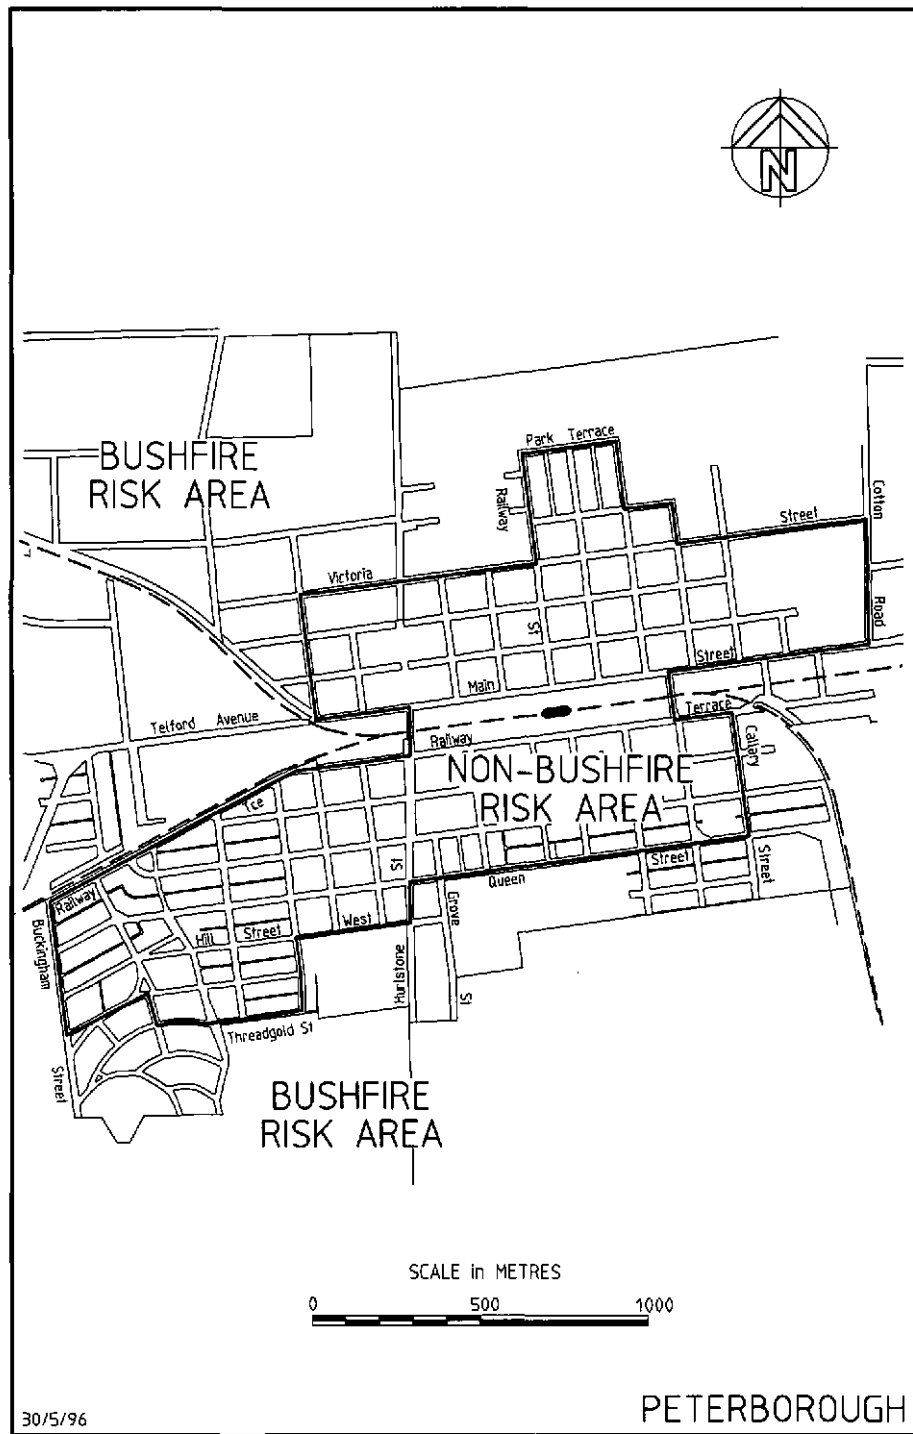 N
Park Terrace
BUSHFIRE
RISK AREA
Railway
St
Cotton
Road
Street
Victoria
Main
Street
Telford Avenue
Railway
Terrace
Calgary
Street
NON-BUSHFIRE
RISK AREA
Railway
Tce
St
Queen
Street
Grove
St
Buckingham
Street
Hill Street
West
Hurlstone
Threadgold St
BUSHFIRE
RISK AREA
SCALE in METRES
0 500 1000
30/5/96
PETERBOROUGH